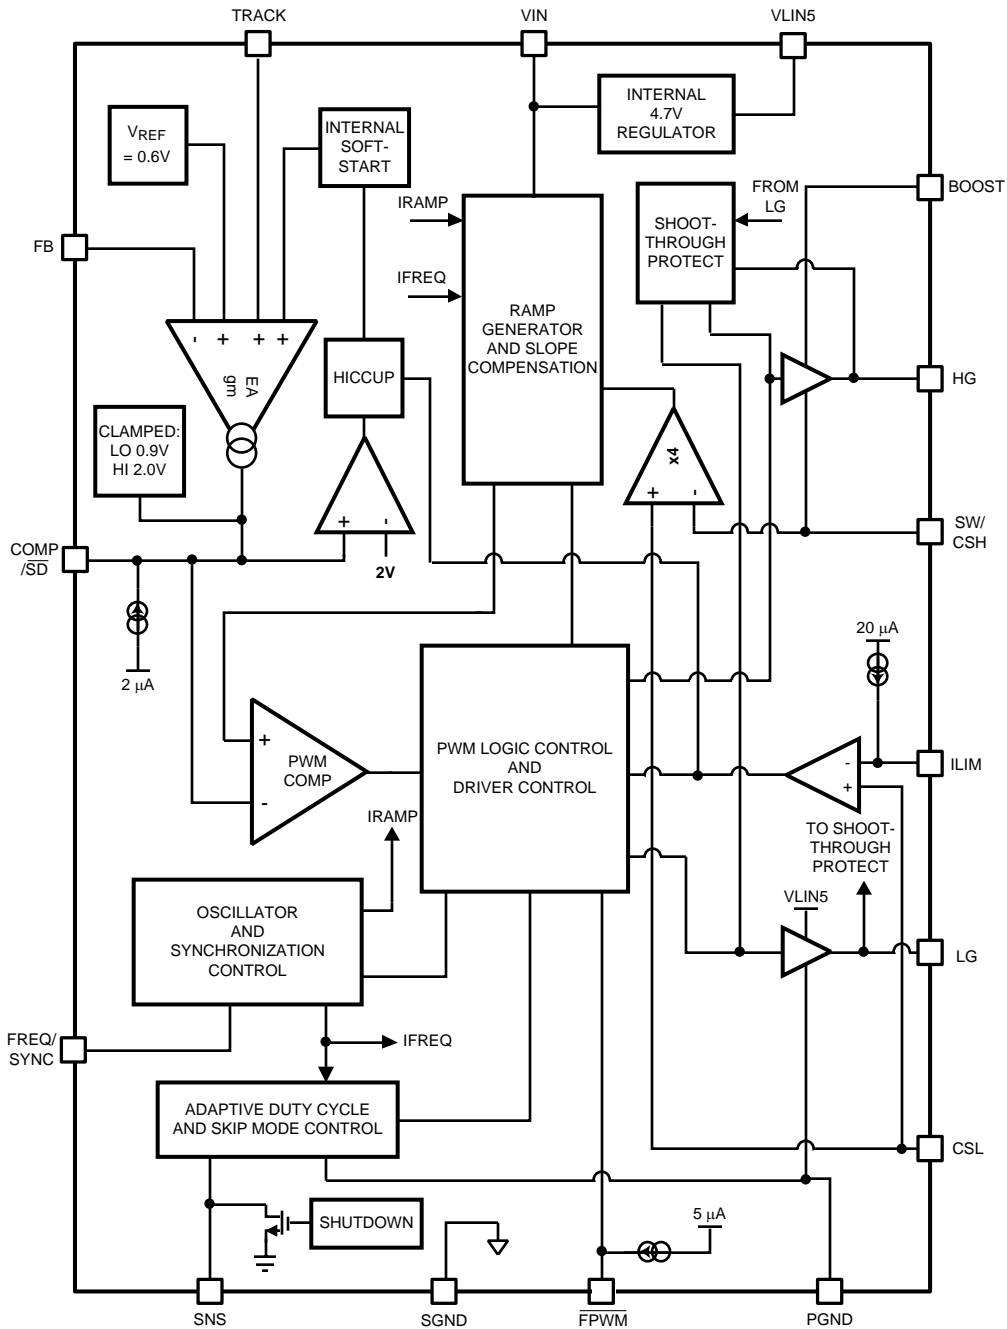 TRACK
VIN
VLIN5
INTERNAL
4.7V
REGULATOR
VREF
= 0.6V
INTERNAL
SOFT-
START
BOOST
FROM
LG
IRAMP
SHOOT-
THROUGH
PROTECT
FB
IFREQ
RAMP
GENERATOR
AND SLOPE
COMPENSATION
-
+
+
+
EA
gm
HICCUP
HG
CLAMPED:
LO 0.9V
HI 2.0V
x4
+
-
+
-
SW/
CSH
COMP
/SD
2V
20 µA
2 µA
+
PWM
COMP
-
PWM LOGIC CONTROL
AND
DRIVER CONTROL
-
+
ILIM
IRAMP
TO SHOOT-
THROUGH
PROTECT
VLIN5
OSCILLATOR
AND
SYNCHRONIZATION
CONTROL
LG
FREQ/
SYNC
IFREQ
ADAPTIVE DUTY CYCLE
AND SKIP MODE CONTROL
CSL
SHUTDOWN
5 µA
SNS
SGND
FPWM
PGND